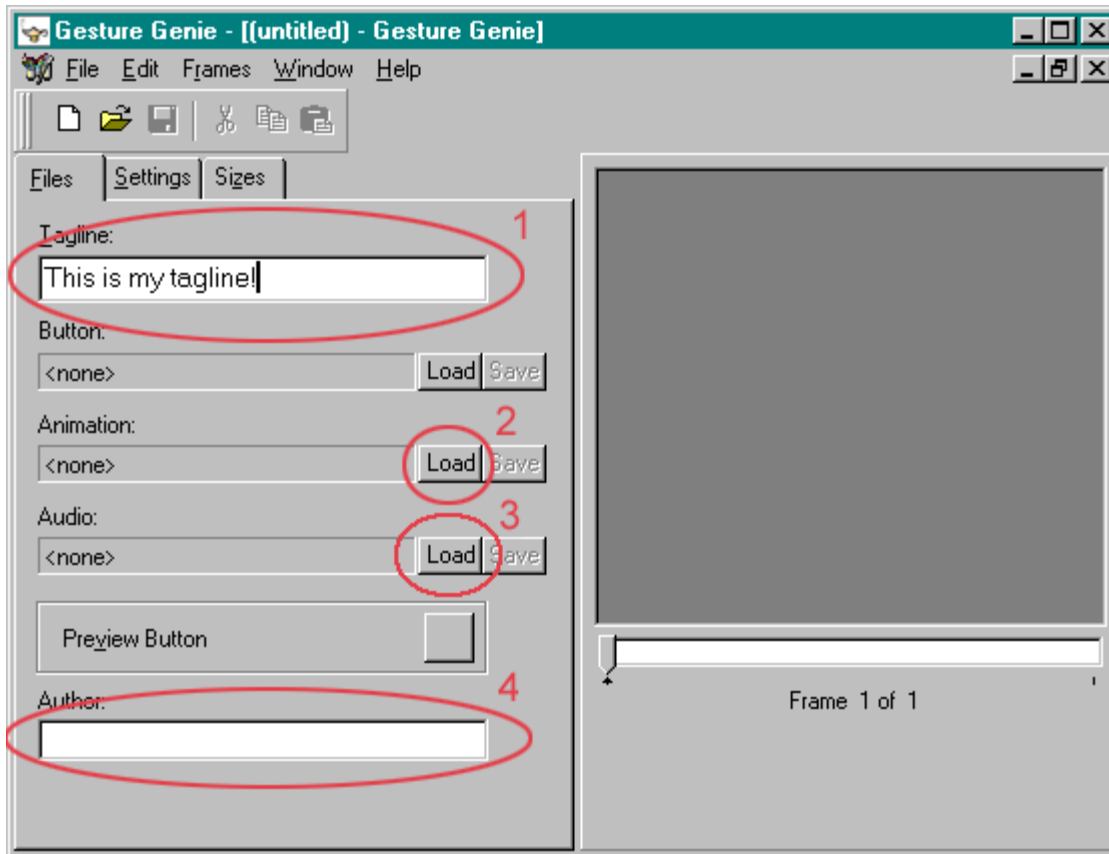 Gesture Genie - [(untitled) - Gesture Genie]
File Edit Frames Window Help
Files Settings Sizes
1
Tagline:
This is my tagline!
Button:
<none> Load Save
2
Animation:
<none> Load Save
3
Audio:
<none> Load Save
Preview Button
4
Author:
Frame 1 of 1